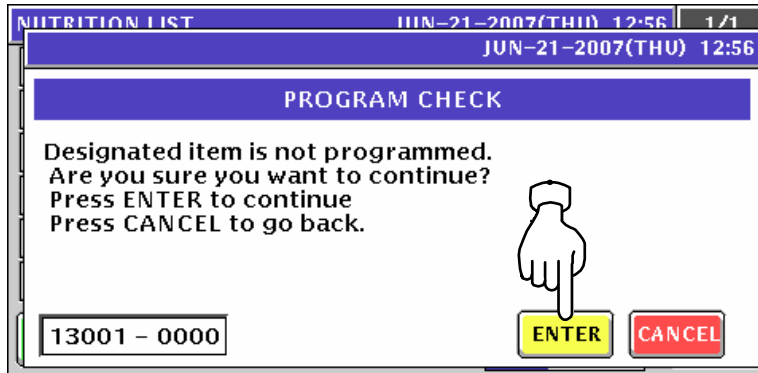 NUTRITION LIST JUN-21-2007(THU) 12:56 1/1
JUN-21-2007(THU) 12:56
PROGRAM CHECK
Designated item is not programmed.
Are you sure you want to continue?
Press ENTER to continue
Press CANCEL to go back.
13001 - 0000 ENTER CANCEL